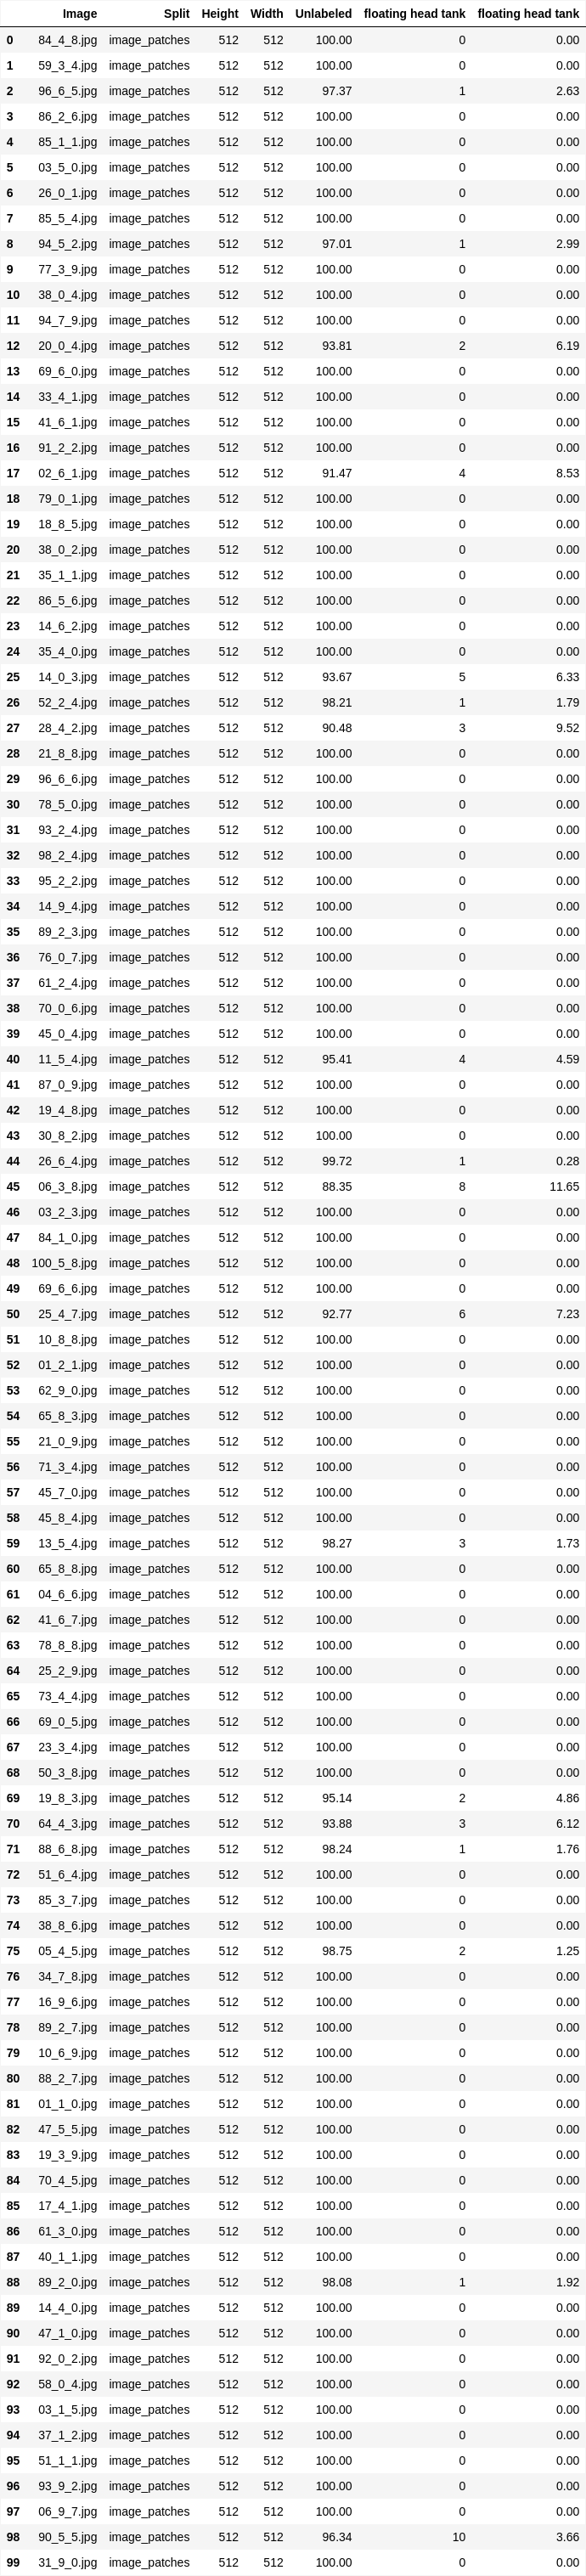 Image Split Height Width Unlabeled floating head tank floating head tank
0 84_4_8.jpg image_patches 512 512 100.00 0 0.00
1 59_3_4.jpg image_patches 512 512 100.00 0 0.00
2 96_6_5.jpg image_patches 512 512 97.37 1 2.63
3 86_2_6.jpg image_patches 512 512 100.00 0 0.00
4 85_1_1.jpg image_patches 512 512 100.00 0 0.00
5 03_5_0.jpg image_patches 512 512 100.00 0 0.00
6 26_0_1.jpg image_patches 512 512 100.00 0 0.00
7 85_5_4.jpg image_patches 512 512 100.00 0 0.00
8 94_5_2.jpg image_patches 512 512 97.01 1 2.99
9 77_3_9.jpg image_patches 512 512 100.00 0 0.00
10 38_0_4.jpg image_patches 512 512 100.00 0 0.00
11 94_7_9.jpg image_patches 512 512 100.00 0 0.00
12 20_0_4.jpg image_patches 512 512 93.81 2 6.19
13 69_6_0.jpg image_patches 512 512 100.00 0 0.00
14 33_4_1.jpg image_patches 512 512 100.00 0 0.00
15 41_6_1.jpg image_patches 512 512 100.00 0 0.00
16 91_2_2.jpg image_patches 512 512 100.00 0 0.00
17 02_6_1.jpg image_patches 512 512 91.47 4 8.53
18 79_0_1.jpg image_patches 512 512 100.00 0 0.00
19 18_8_5.jpg image_patches 512 512 100.00 0 0.00
20 38_0_2.jpg image_patches 512 512 100.00 0 0.00
21 35_1_1.jpg image_patches 512 512 100.00 0 0.00
22 86_5_6.jpg image_patches 512 512 100.00 0 0.00
23 14_6_2.jpg image_patches 512 512 100.00 0 0.00
24 35_4_0.jpg image_patches 512 512 100.00 0 0.00
25 14_0_3.jpg image_patches 512 512 93.67 5 6.33
26 52_2_4.jpg image_patches 512 512 98.21 1 1.79
27 28_4_2.jpg image_patches 512 512 90.48 3 9.52
28 21_8_8.jpg image_patches 512 512 100.00 0 0.00
29 96_6_6.jpg image_patches 512 512 100.00 0 0.00
30 78_5_0.jpg image_patches 512 512 100.00 0 0.00
31 93_2_4.jpg image_patches 512 512 100.00 0 0.00
32 98_2_4.jpg image_patches 512 512 100.00 0 0.00
33 95_2_2.jpg image_patches 512 512 100.00 0 0.00
34 14_9_4.jpg image_patches 512 512 100.00 0 0.00
35 89_2_3.jpg image_patches 512 512 100.00 0 0.00
36 76_0_7.jpg image_patches 512 512 100.00 0 0.00
37 61_2_4.jpg image_patches 512 512 100.00 0 0.00
38 70_0_6.jpg image_patches 512 512 100.00 0 0.00
39 45_0_4.jpg image_patches 512 512 100.00 0 0.00
40 11_5_4.jpg image_patches 512 512 95.41 4 4.59
41 87_0_9.jpg image_patches 512 512 100.00 0 0.00
42 19_4_8.jpg image_patches 512 512 100.00 0 0.00
43 30_8_2.jpg image_patches 512 512 100.00 0 0.00
44 26_6_4.jpg image_patches 512 512 99.72 1 0.28
45 06_3_8.jpg image_patches 512 512 88.35 8 11.65
46 03_2_3.jpg image_patches 512 512 100.00 0 0.00
47 84_1_0.jpg image_patches 512 512 100.00 0 0.00
48 100_5_8.jpg image_patches 512 512 100.00 0 0.00
49 69_6_6.jpg image_patches 512 512 100.00 0 0.00
50 25_4_7.jpg image_patches 512 512 92.77 6 7.23
51 10_8_8.jpg image_patches 512 512 100.00 0 0.00
52 01_2_1.jpg image_patches 512 512 100.00 0 0.00
53 62_9_0.jpg image_patches 512 512 100.00 0 0.00
54 65_8_3.jpg image_patches 512 512 100.00 0 0.00
55 21_0_9.jpg image_patches 512 512 100.00 0 0.00
56 71_3_4.jpg image_patches 512 512 100.00 0 0.00
57 45_7_0.jpg image_patches 512 512 100.00 0 0.00
58 45_8_4.jpg image_patches 512 512 100.00 0 0.00
59 13_5_4.jpg image_patches 512 512 98.27 3 1.73
60 65_8_8.jpg image_patches 512 512 100.00 0 0.00
61 04_6_6.jpg image_patches 512 512 100.00 0 0.00
62 41_6_7.jpg image_patches 512 512 100.00 0 0.00
63 78_8_8.jpg image_patches 512 512 100.00 0 0.00
64 25_2_9.jpg image_patches 512 512 100.00 0 0.00
65 73_4_4.jpg image_patches 512 512 100.00 0 0.00
66 69_0_5.jpg image_patches 512 512 100.00 0 0.00
67 23_3_4.jpg image_patches 512 512 100.00 0 0.00
68 50_3_8.jpg image_patches 512 512 100.00 0 0.00
69 19_8_3.jpg image_patches 512 512 95.14 2 4.86
70 64_4_3.jpg image_patches 512 512 93.88 3 6.12
71 88_6_8.jpg image_patches 512 512 98.24 1 1.76
72 51_6_4.jpg image_patches 512 512 100.00 0 0.00
73 85_3_7.jpg image_patches 512 512 100.00 0 0.00
74 38_8_6.jpg image_patches 512 512 100.00 0 0.00
75 05_4_5.jpg image_patches 512 512 98.75 2 1.25
76 34_7_8.jpg image_patches 512 512 100.00 0 0.00
77 16_9_6.jpg image_patches 512 512 100.00 0 0.00
78 89_2_7.jpg image_patches 512 512 100.00 0 0.00
79 10_6_9.jpg image_patches 512 512 100.00 0 0.00
80 88_2_7.jpg image_patches 512 512 100.00 0 0.00
81 01_1_0.jpg image_patches 512 512 100.00 0 0.00
82 47_5_5.jpg image_patches 512 512 100.00 0 0.00
83 19_3_9.jpg image_patches 512 512 100.00 0 0.00
84 70_4_5.jpg image_patches 512 512 100.00 0 0.00
85 17_4_1.jpg image_patches 512 512 100.00 0 0.00
86 61_3_0.jpg image_patches 512 512 100.00 0 0.00
87 40_1_1.jpg image_patches 512 512 100.00 0 0.00
88 89_2_0.jpg image_patches 512 512 98.08 1 1.92
89 14_4_0.jpg image_patches 512 512 100.00 0 0.00
90 47_1_0.jpg image_patches 512 512 100.00 0 0.00
91 92_0_2.jpg image_patches 512 512 100.00 0 0.00
92 58_0_4.jpg image_patches 512 512 100.00 0 0.00
93 03_1_5.jpg image_patches 512 512 100.00 0 0.00
94 37_1_2.jpg image_patches 512 512 100.00 0 0.00
95 51_1_1.jpg image_patches 512 512 100.00 0 0.00
96 93_9_2.jpg image_patches 512 512 100.00 0 0.00
97 06_9_7.jpg image_patches 512 512 100.00 0 0.00
98 90_5_5.jpg image_patches 512 512 96.34 10 3.66
99 31_9_0.jpg image_patches 512 512 100.00 0 0.00